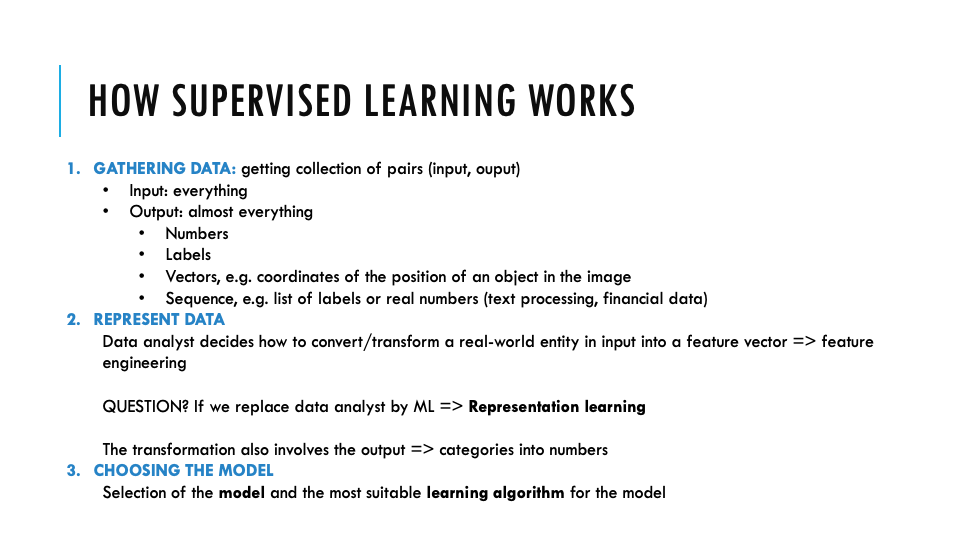 HOW SUPERVISED LEARNING WORKS
1. GATHERING DATA: getting collection of pairs (input, ouput)
• Input: everything
• Output: almost everything
• Numbers
• Labels
• Vectors, e.g. coordinates of the position of an object in the image
• Sequence, e.g. list of labels or real numbers (text processing, financial data)
2. REPRESENT DATA
Data analyst decides how to convert/transform a real-world entity in input into a feature vector => feature
engineering
QUESTION? If we replace data analyst by ML => Representation learning
The transformation also involves the output => categories into numbers
3. CHOOSING THE MODEL
Selection of the model and the most suitable learning algorithm for the model